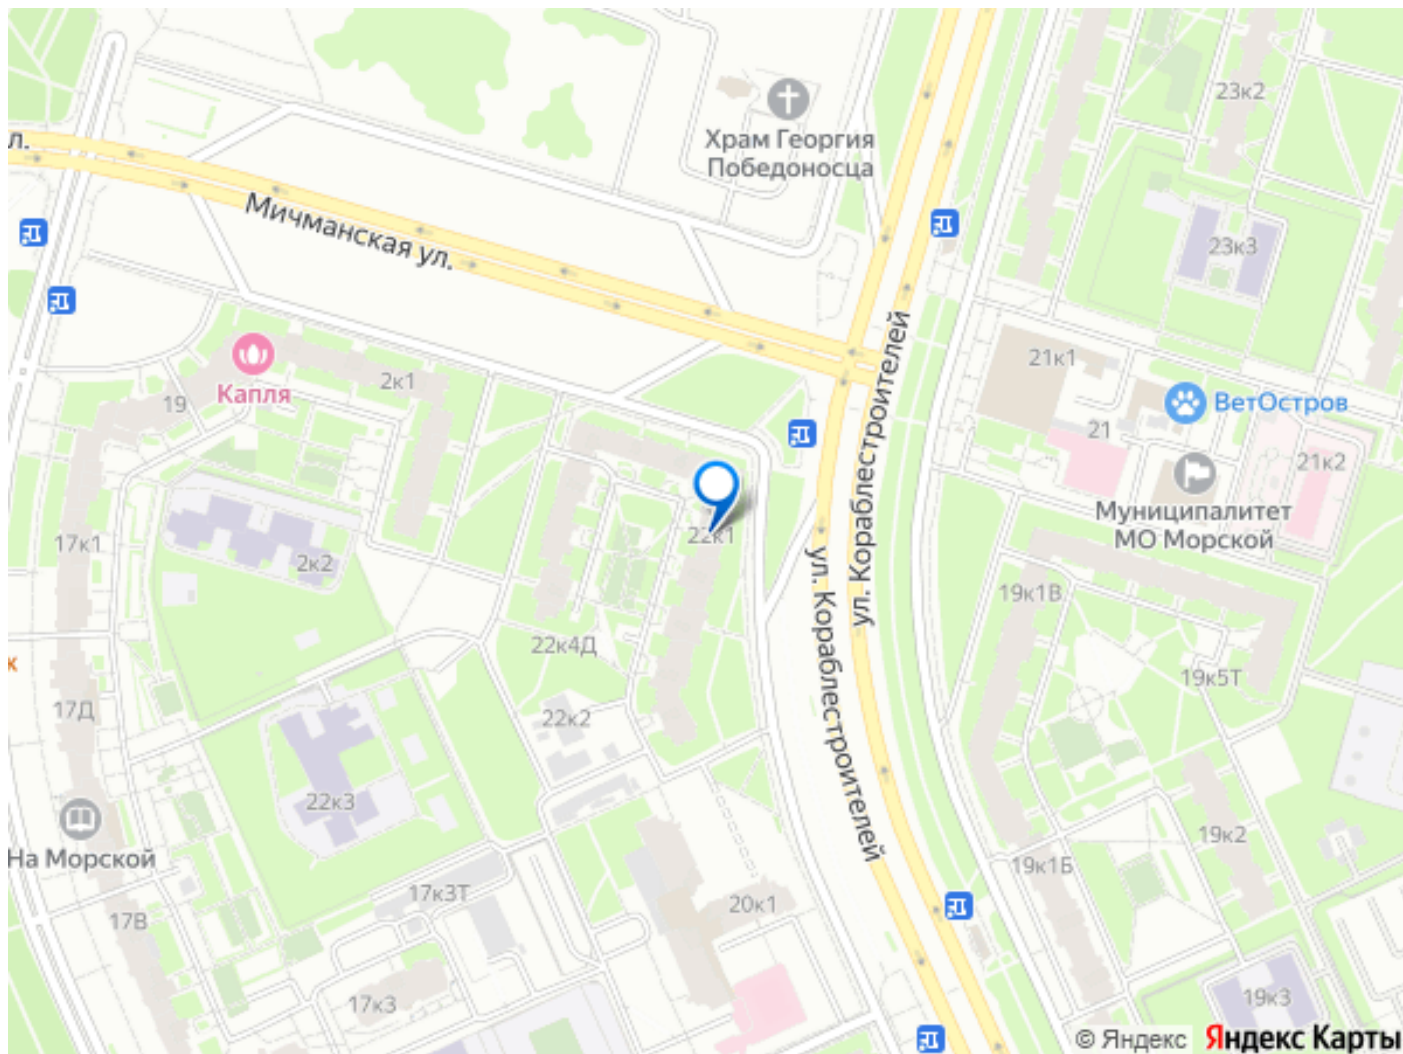 23к2
Храм Георгия
Победоносца
л.
Мичманская ул.
23к3
ул. Кораблестроителей
21к1
2к1
Капля
19
ВетОстров
21
21к2
Муниципалитет
МО Морской
22к1
17к1
2к2
ул. Кораблестроителей
19к1В
22к4Д
х
19к5Т
17Д
22к2
22к3
На Морской
19к2
19к1Б
17к3Т
20к1
17В
17к3
19к3
© Яндекс Яндекс Карты